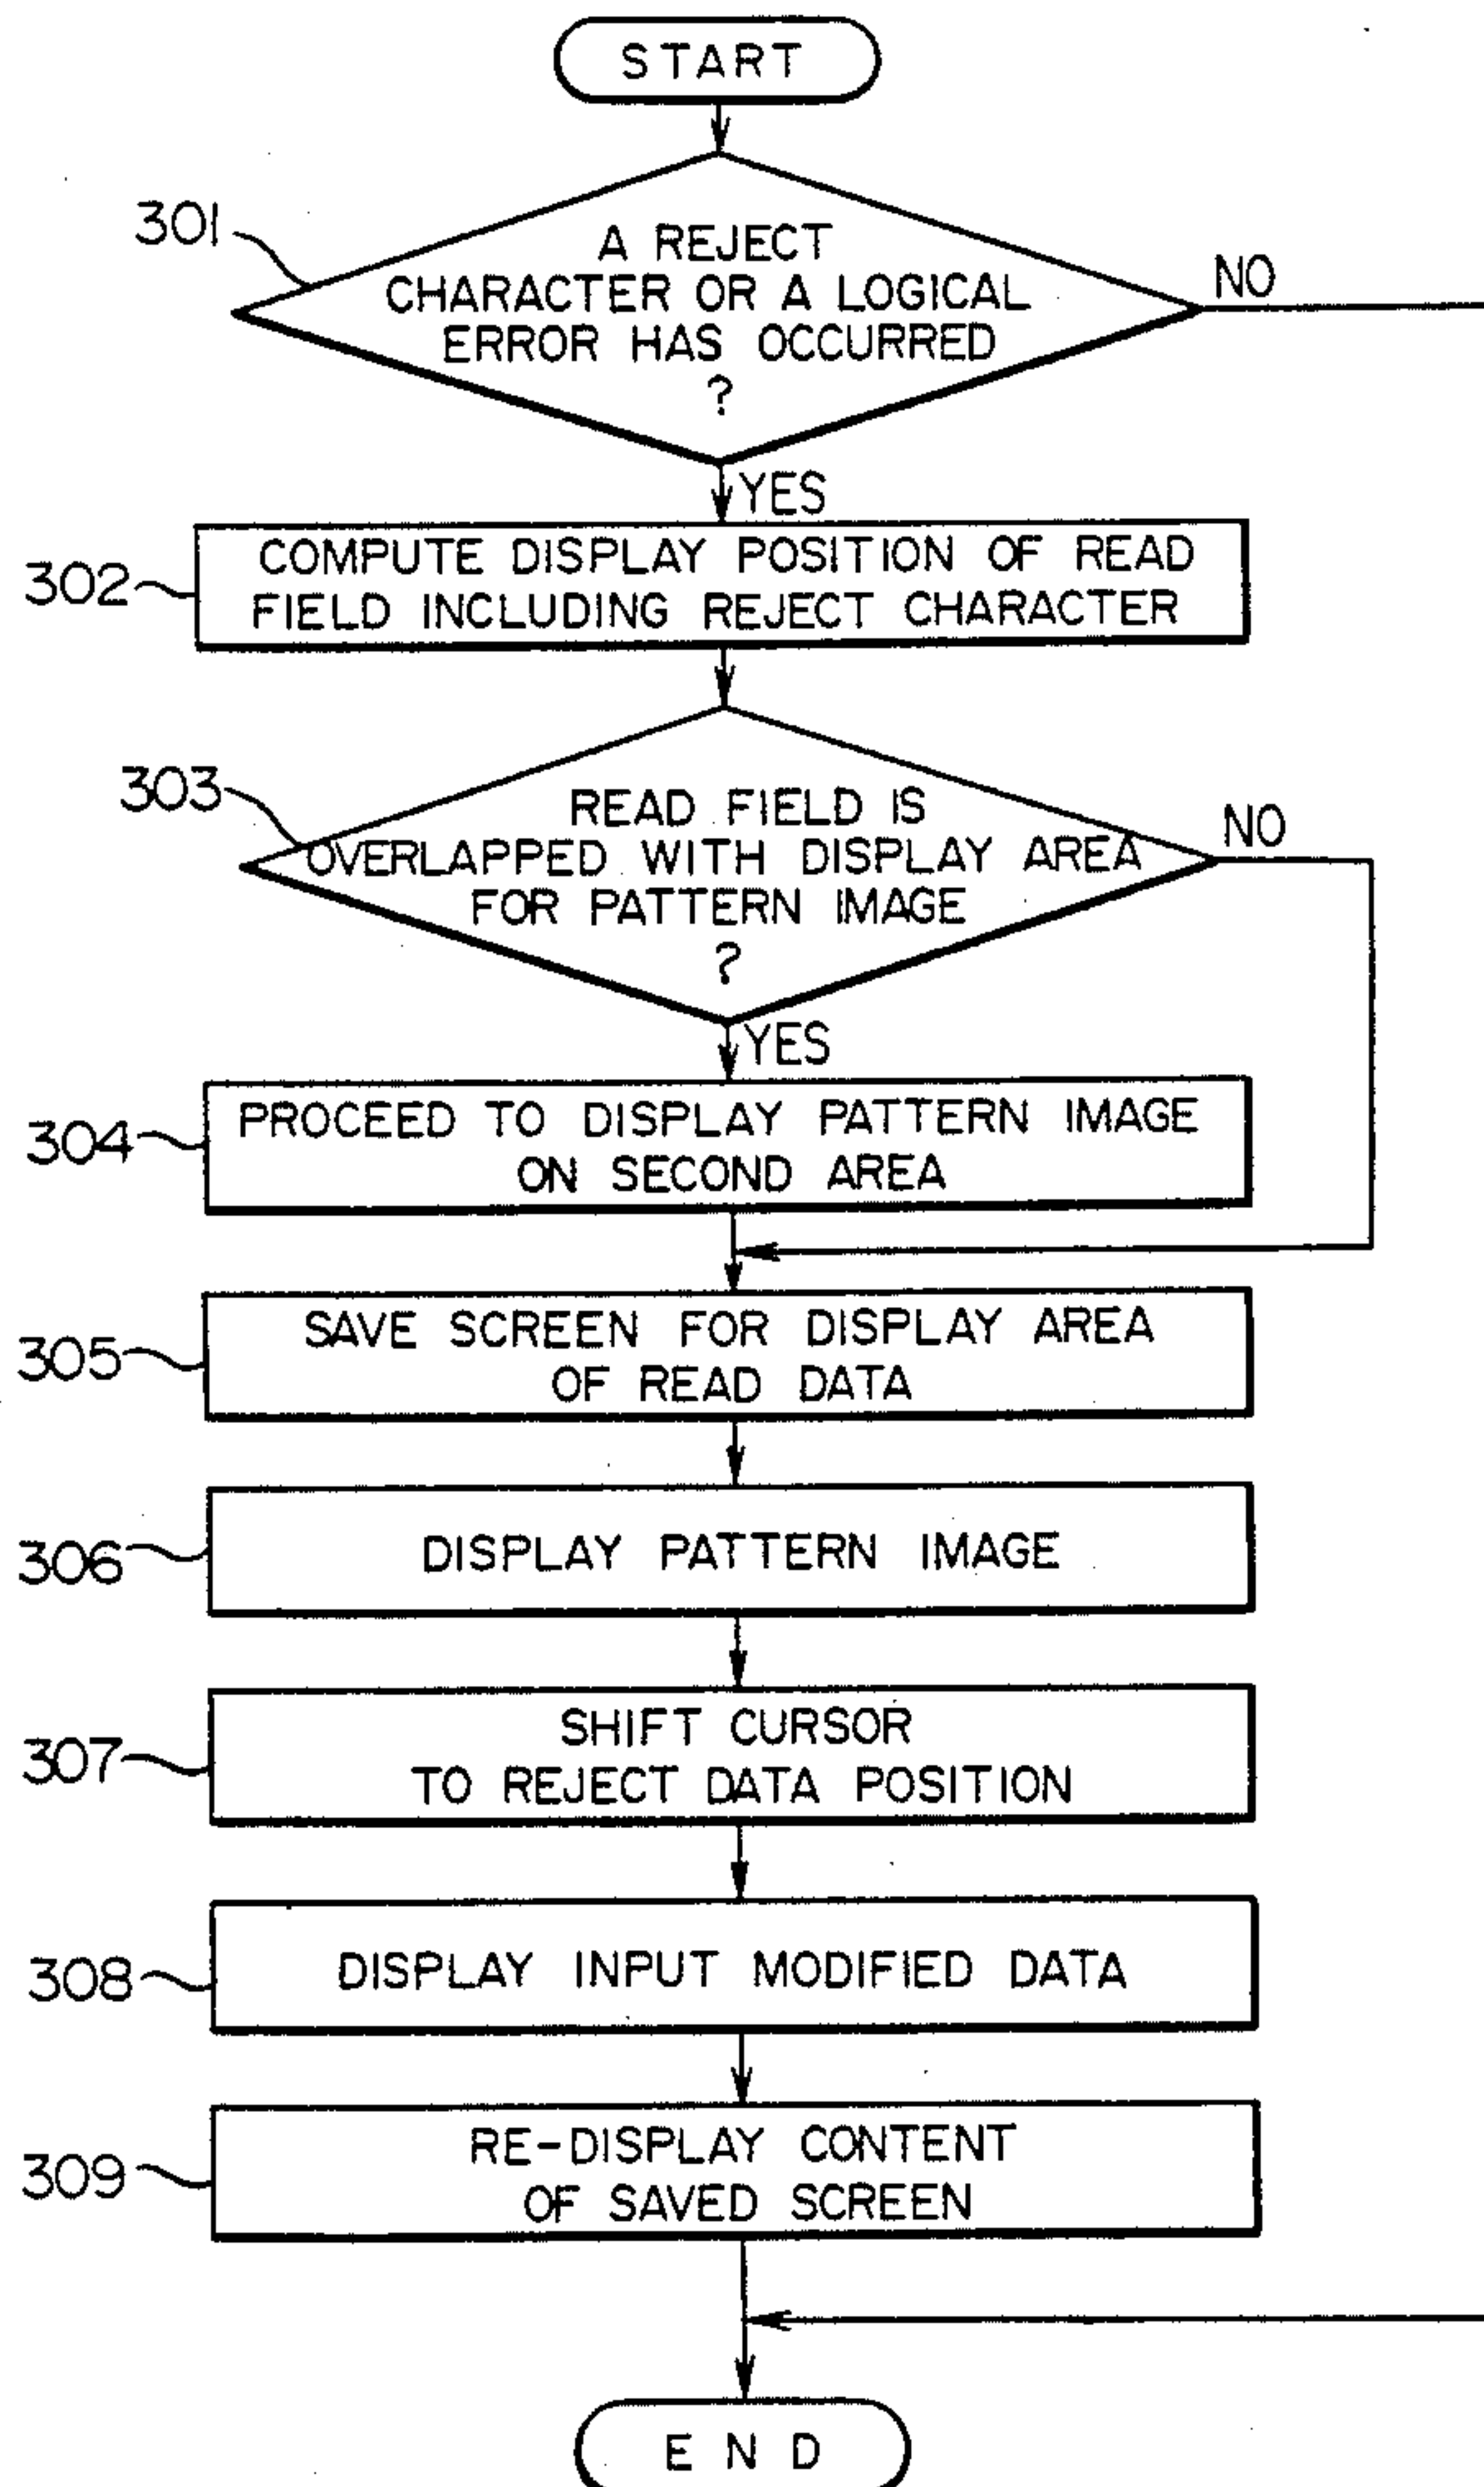 START
301
A REJECT
CHARACTER OR A LOGICAL
ERROR HAS OCCURRED
?
NO
YES
302
COMPUTE DISPLAY POSITION OF READ
FIELD INCLUDING REJECT CHARACTER
303
READ FIELD IS
OVERLAPPED WITH DISPLAY AREA
FOR PATTERN IMAGE
?
NO
YES
304
PROCEED TO DISPLAY PATTERN IMAGE
ON SECOND AREA
305
SAVE SCREEN FOR DISPLAY AREA
OF READ DATA
306
DISPLAY PATTERN IMAGE
307
SHIFT CURSOR
TO REJECT DATA POSITION
308
DISPLAY INPUT MODIFIED DATA
309
RE-DISPLAY CONTENT
OF SAVED SCREEN
END